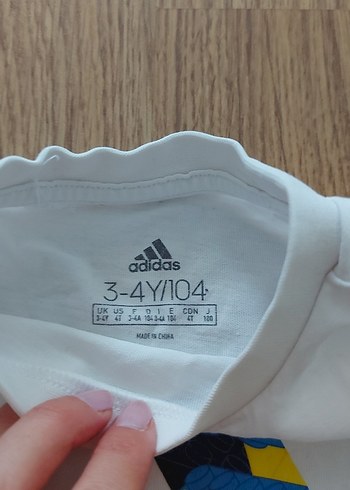 adidas
3-4Y/104
UK US F D I E CDN J
3-4Y 4T 3-4A 104 3-4A 104 4T 100
MADE IN CHINA